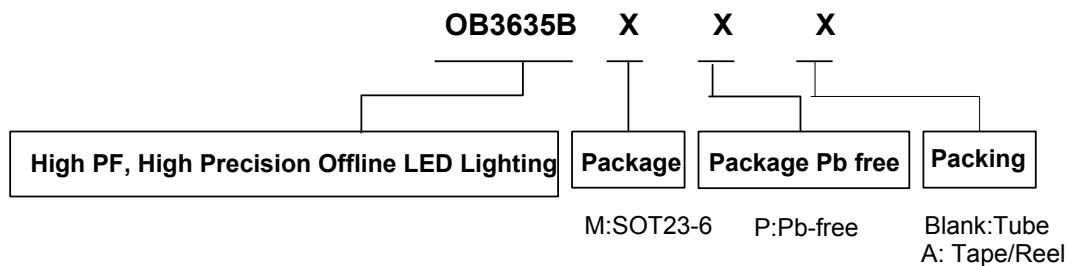 OB3635B X X X
High PF, High Precision Offline LED Lighting Package Package Pb free Packing
M:SOT23-6 P:Pb-free Blank:Tube
A: Tape/Reel